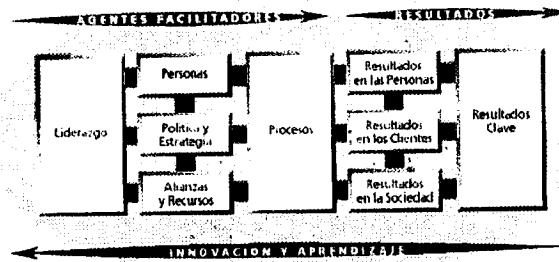 AGENTES FACILITADORES
RESULTADOS
Liderazgo
Personas
Política y
Estrategia
Alianzas
y Recursos
Procesos
Resultados
en las Personas
Resultados
en los Clientes
Resultados
en la Sociedad
Resultados
Clave
INNOVACION Y APRENDIZAJE